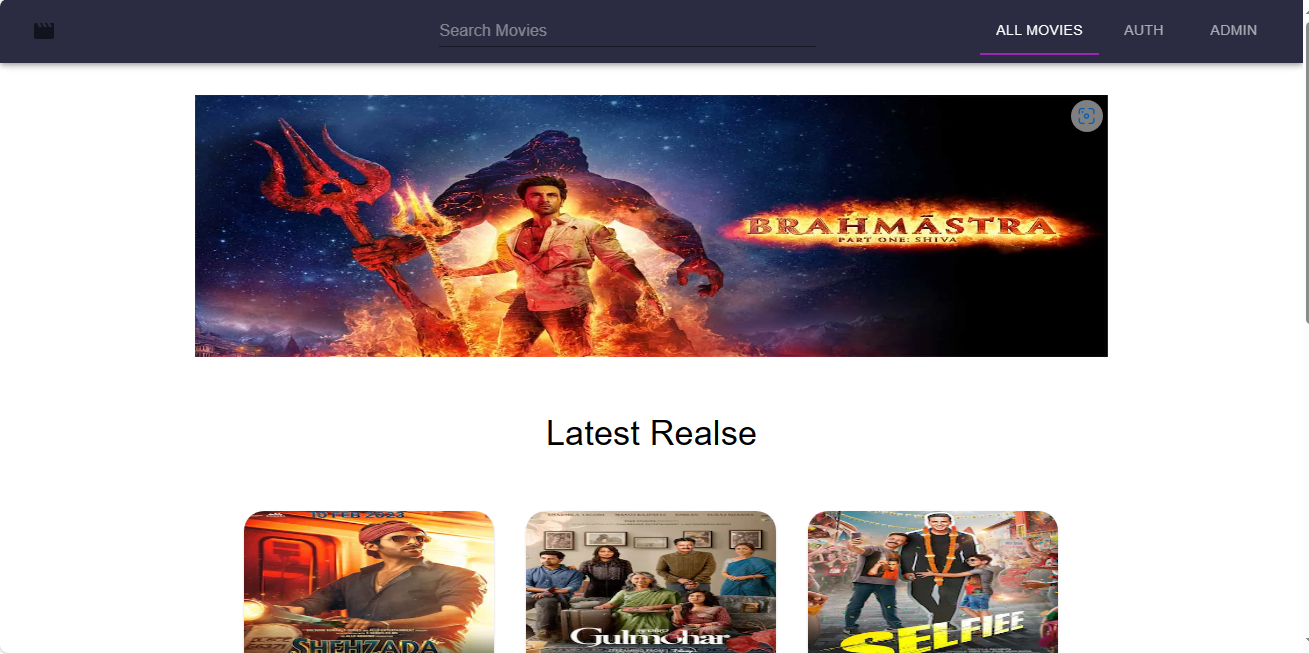 Search Movies
ALL MOVIES
AUTH
ADMIN
BRAHMĀSTRA
PART ONE: SHIVA
Latest Realse
10 FEB 2023
SHEHZADA
Gulmohar
SELFIEE